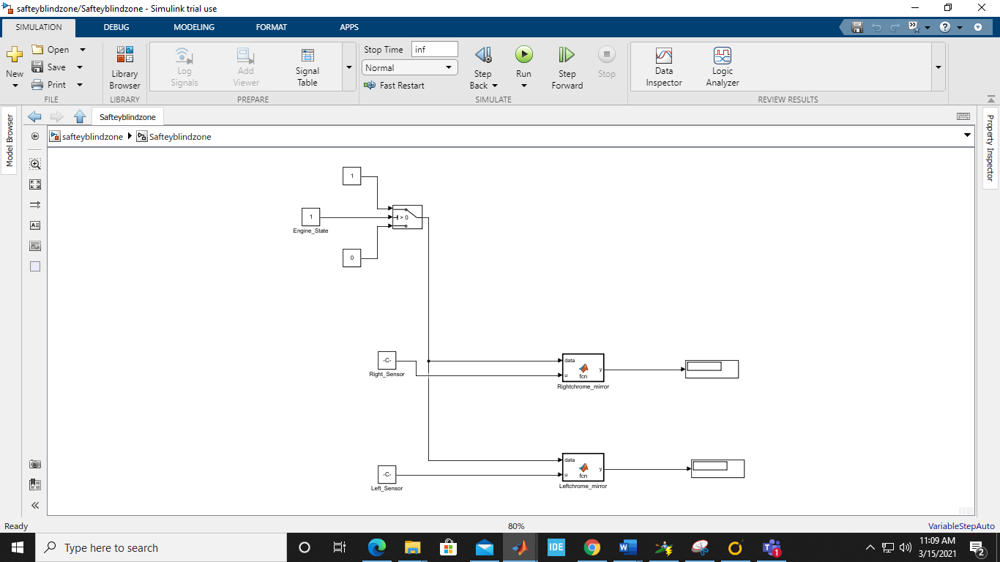 safteyblindzone/Safteyblindzone - Simulink trial use
SIMULATION DEBUG MODELING FORMAT APPS
New
Open
Save
Print
FILE
Library Browser
LIBRARY
Log Signals
Add Viewer
Signal Table
PREPARE
Stop Time inf
Normal
Fast Restart
Step Back
Run
Step Forward
Stop
SIMULATE
Data Inspector
Logic Analyzer
REVIEW RESULTS
Model Browser
Safteyblindzone
safteyblindzone Safteyblindzone
Property Inspector
1
1
> 0
Engine_State
0
-C-
Right_Sensor
data
u
fcn
y
Rightchrome_mirror
-C-
Left_Sensor
data
u
fcn
y
Leftchrome_mirror
Ready 80% VariableStepAuto
Type here to search
IDE
1
11:09 AM
3/15/2021
2